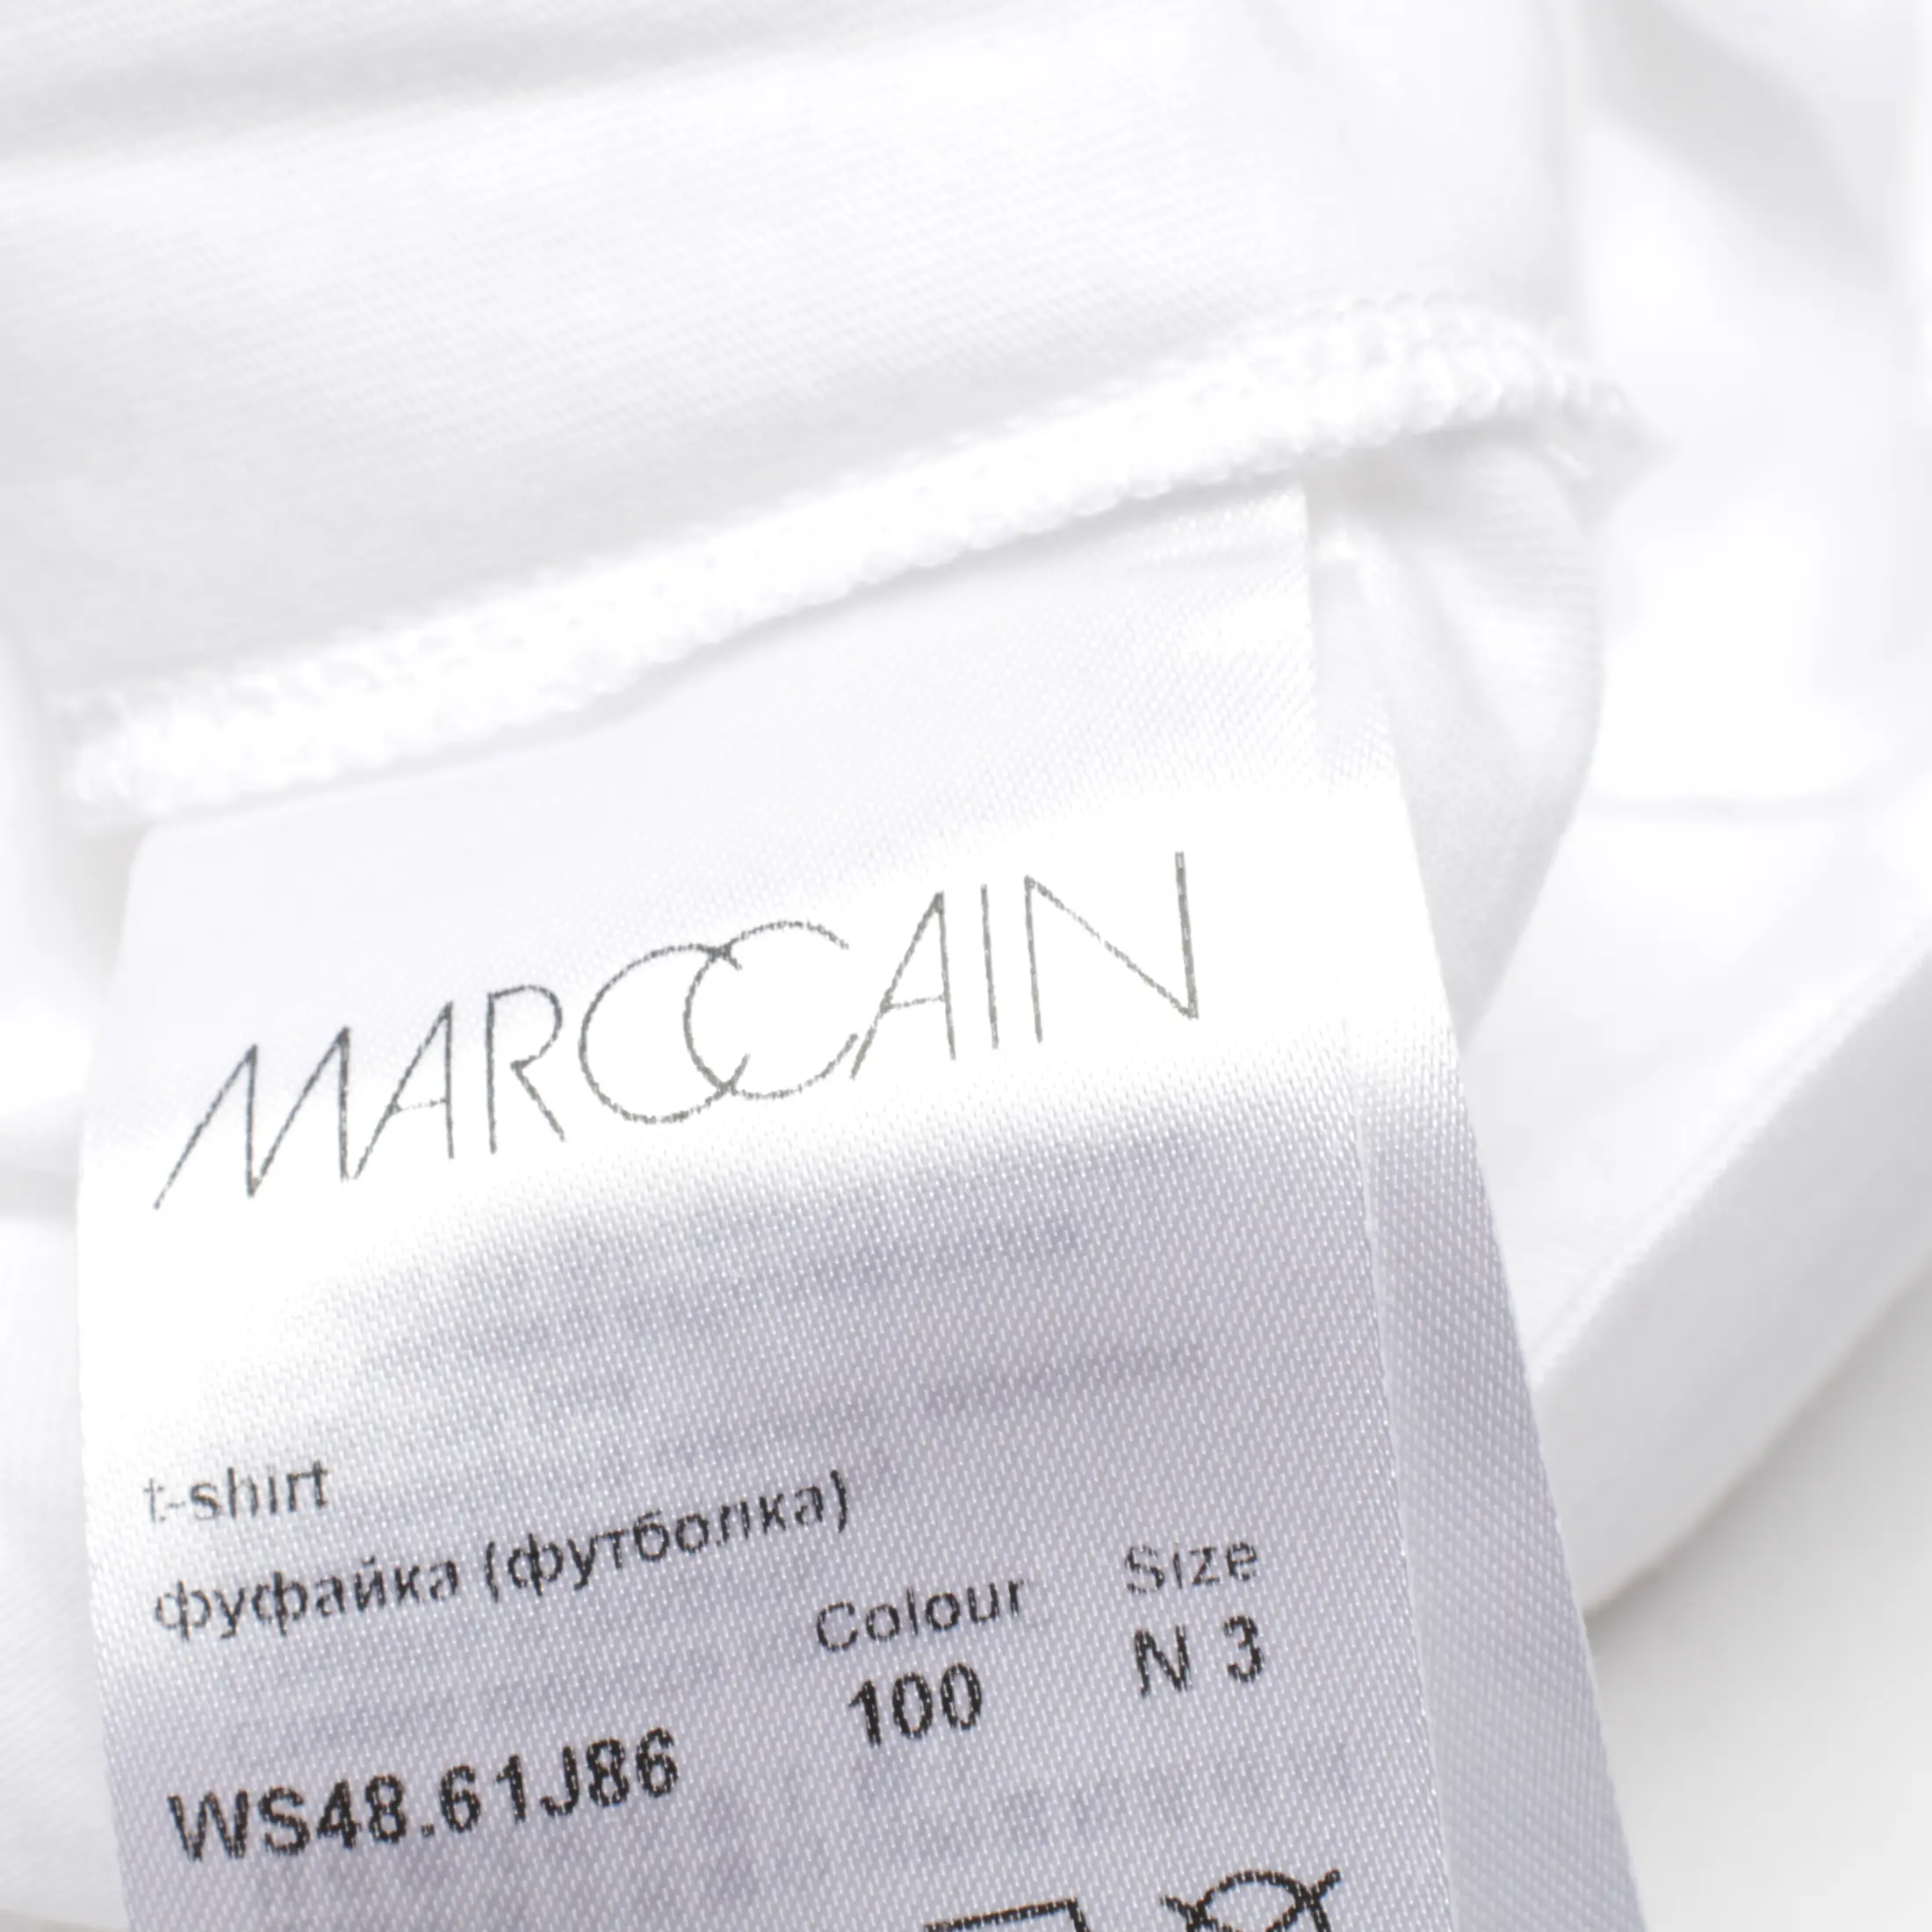 MARCCAIN
t-shirt
фуфайка (футболка)
Colour Size
100 N 3
WS48.61J86